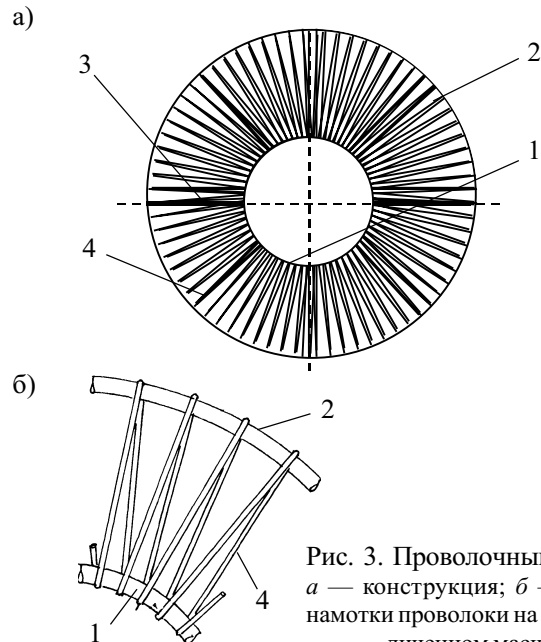 а)
3
2
1
4
б)
2
4
1
Рис. 3. Проволочны
а — конструкция; б —
намотки проволоки на